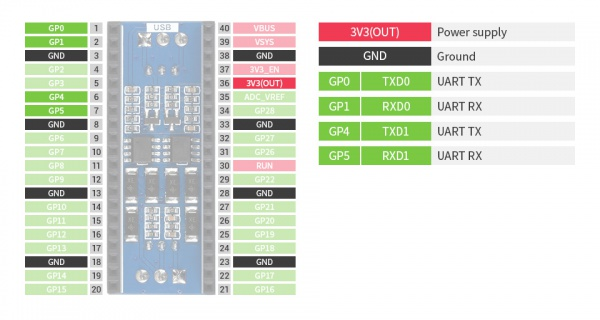 USB
GP0 1 40 VBUS
GP1 2 39 VSYS
GND 3 38 GND
GP2 4 37 3V3_EN
GP3 5 36 3V3(OUT)
GP4 6 35 ADC_VREF
GP5 7 34 GP28
GND 8 33 GND
GP6 9 32 GP27
GP7 10 31 GP26
GP8 11 30 RUN
GP9 12 29 GP22
GND 13 28 GND
GP10 14 27 GP21
GP11 15 26 GP20
GP12 16 25 GP19
GP13 17 24 GP18
GND 18 23 GND
GP14 19 22 GP17
GP15 20 21 GP16
3V3(OUT) Power supply
GND Ground
GP0 TXD0 UART TX
GP1 RXD0 UART RX
GP4 TXD1 UART TX
GP5 RXD1 UART RX